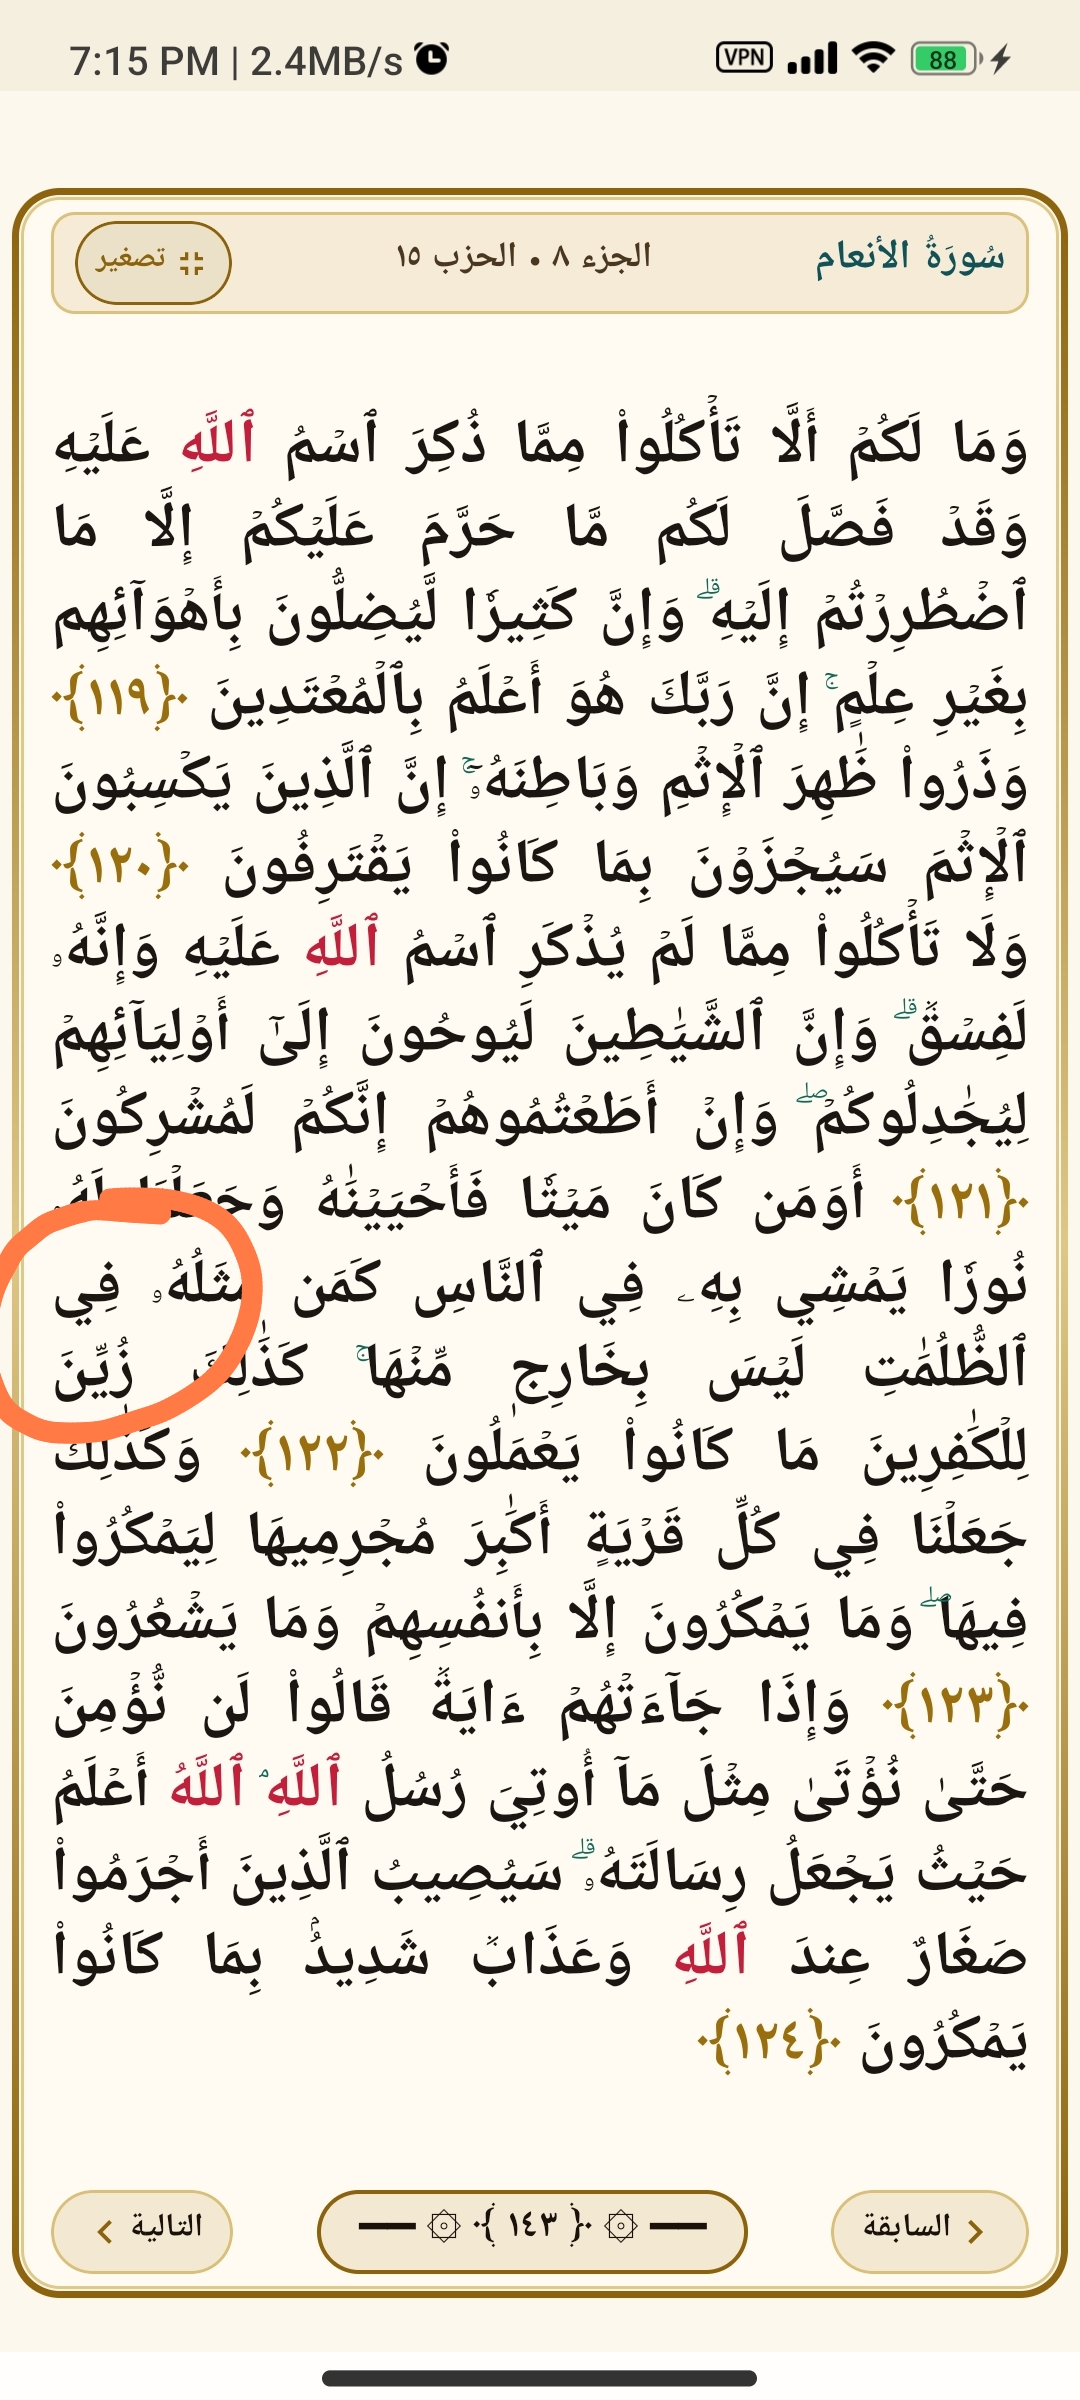 7:15 PM | 2.4MB/s
VPN
88
سُورَةُ الأنعام
الجزء ٨ • الحزب ١٥
تصغير
وَمَا لَكُمۡ أَلَّا تَأۡكُلُواْ مِمَّا ذُكِرَ ٱسۡمُ ٱللَّهِ عَلَيۡهِ
وَقَدۡ فَصَّلَ لَكُم مَّا حَرَّمَ عَلَيۡكُمۡ إِلَّا مَا
ٱضۡطُرِرۡتُمۡ إِلَيۡهِۗ وَإِنَّ كَثِيرٗا لَّيُضِلُّونَ بِأَهۡوَآئِهِم
بِغَيۡرِ عِلۡمٍۚ إِنَّ رَبَّكَ هُوَ أَعۡلَمُ بِٱلۡمُعۡتَدِينَ ﴿١١٩﴾
وَذَرُواْ ظَٰهِرَ ٱلۡإِثۡمِ وَبَاطِنَهُۥٓۚ إِنَّ ٱلَّذِينَ يَكۡسِبُونَ
ٱلۡإِثۡمَ سَيُجۡزَوۡنَ بِمَا كَانُواْ يَقۡتَرِفُونَ ﴿١٢٠﴾
وَلَا تَأۡكُلُواْ مِمَّا لَمۡ يُذۡكَرِ ٱسۡمُ ٱللَّهِ عَلَيۡهِ وَإِنَّهُۥ
لَفِسۡقٞۗ وَإِنَّ ٱلشَّيَٰطِينَ لَيُوحُونَ إِلَىٰٓ أَوۡلِيَآئِهِمۡ
لِيُجَٰدِلُوكُمۡۖ وَإِنۡ أَطَعۡتُمُوهُمۡ إِنَّكُمۡ لَمُشۡرِكُونَ
﴿١٢١﴾ أَوَمَن كَانَ مَيۡتٗا فَأَحۡيَيۡنَٰهُ وَجَعَلۡنَا لَهُۥ
نُورٗا يَمۡشِي بِهِۦ فِي ٱلنَّاسِ كَمَن مَّثَلُهُۥ فِي
ٱلظُّلُمَٰتِ لَيۡسَ بِخَارِجٖ مِّنۡهَاۚ كَذَٰلِكَ زُيِّنَ
لِلۡكَٰفِرِينَ مَا كَانُواْ يَعۡمَلُونَ ﴿١٢٢﴾ وَكَذَٰلِكَ
جَعَلۡنَا فِي كُلِّ قَرۡيَةٍ أَكَٰبِرَ مُجۡرِمِيهَا لِيَمۡكُرُواْ
فِيهَاۖ وَمَا يَمۡكُرُونَ إِلَّا بِأَنفُسِهِمۡ وَمَا يَشۡعُرُونَ
﴿١٢٣﴾ وَإِذَا جَآءَتۡهُمۡ ءَايَةٞ قَالُواْ لَن نُّؤۡمِنَ
حَتَّىٰ نُؤۡتَىٰ مِثۡلَ مَآ أُوتِيَ رُسُلُ ٱللَّهِۘ ٱللَّهُ أَعۡلَمُ
حَيۡثُ يَجۡعَلُ رِسَالَتَهُۥۗ سَيُصِيبُ ٱلَّذِينَ أَجۡرَمُواْ
صَغَارٌ عِندَ ٱللَّهِ وَعَذَابٞ شَدِيدُۢ بِمَا كَانُواْ
يَمۡكُرُونَ ﴿١٢٤﴾
السابقة
۞ ﴿ ١٤٣ ﴾ ۞
التالية